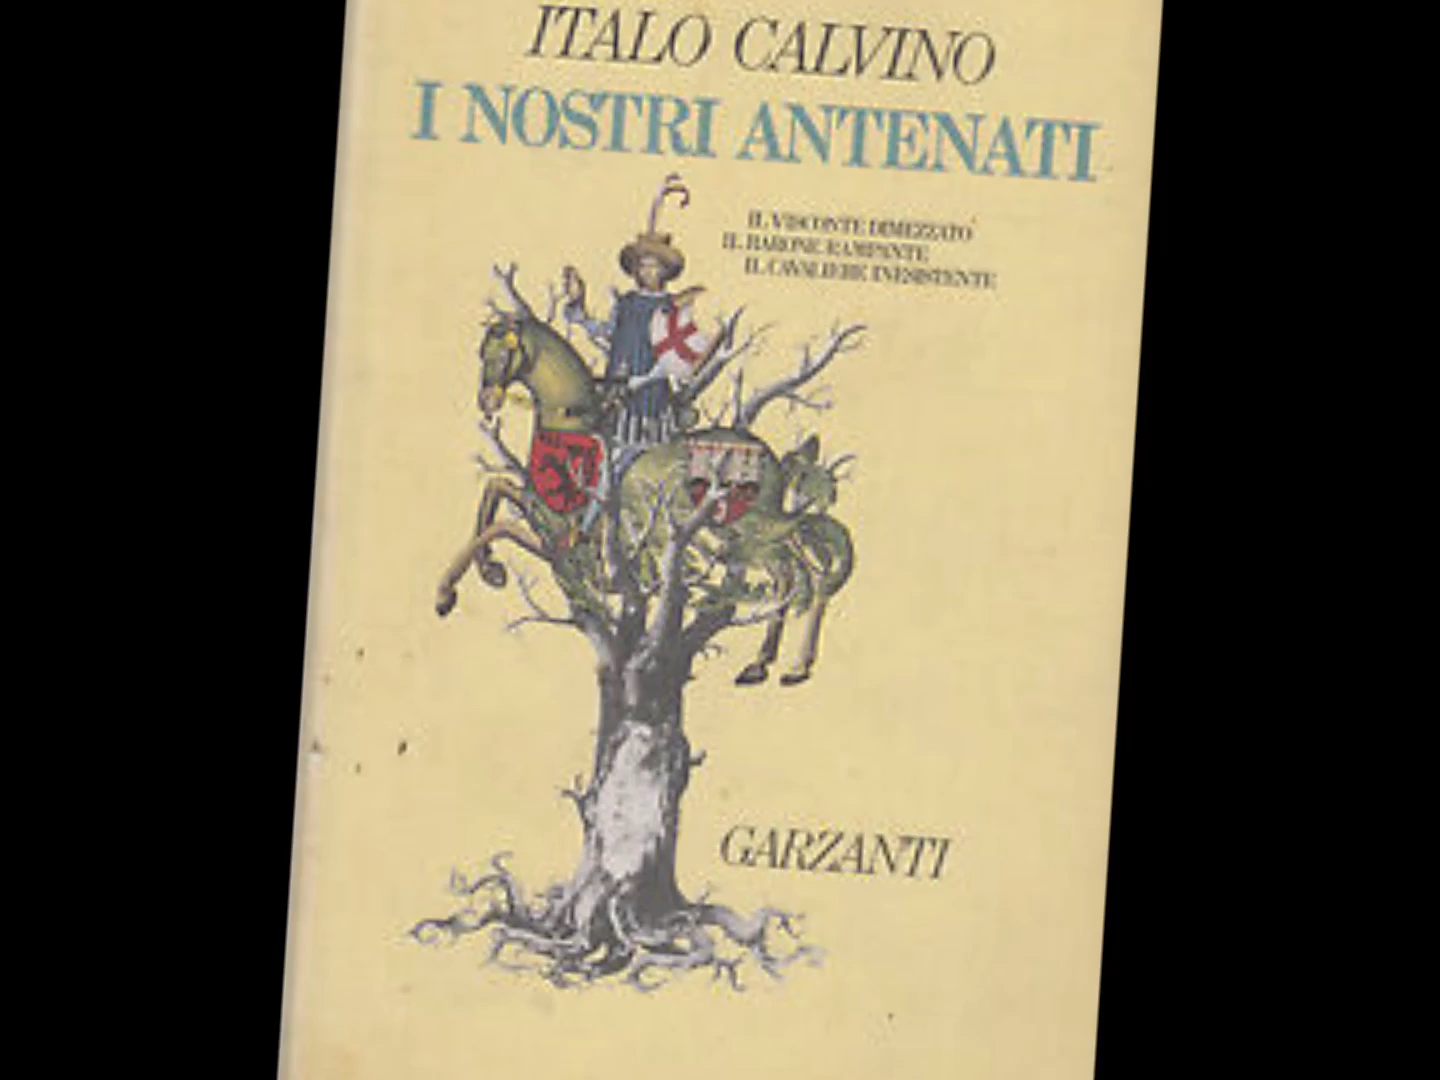 ITALO CALVINO
I NOSTRI ANTENATI
IL VISCONTE DIMEZZATO
IL BARONE RAMPANTE
IL CAVALIERE INESISTENTE
GARZANTI